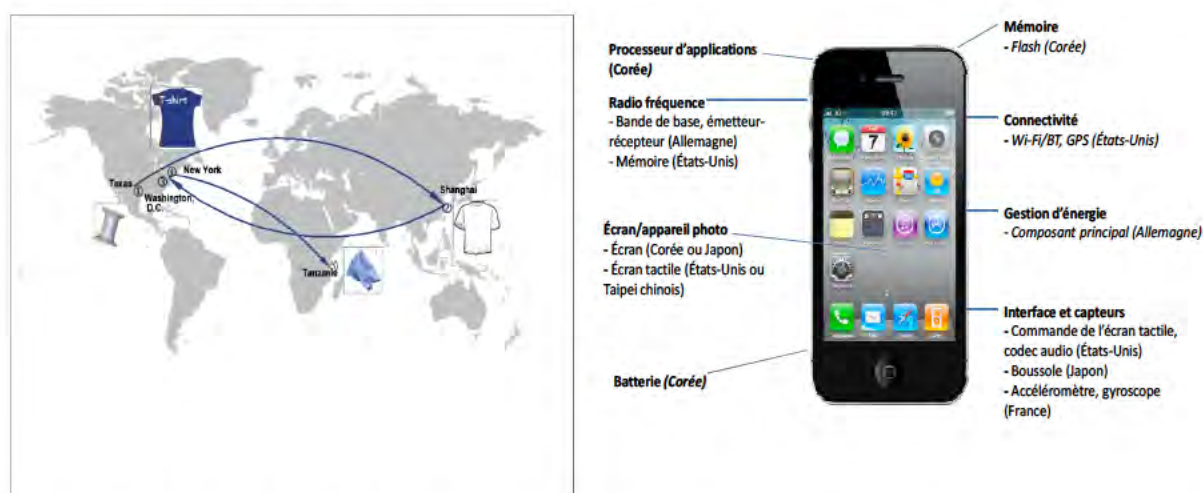 T-shirt
New York
Texas
Washington,
D.C.
Shanghai
Tanzanie
Processeur d'applications
(Corée)
Radio fréquence
- Bande de base, émetteur-
récepteur (Allemagne)
- Mémoire (États-Unis)
Écran/appareil photo
- Écran (Corée ou Japon)
- Écran tactile (États-Unis ou
Taipei chinois)
Batterie (Corée)
7
Mémoire
- Flash (Corée)
Connectivité
- Wi-Fi/BT, GPS (États-Unis)
Gestion d'énergie
- Composant principal (Allemagne)
Interface et capteurs
- Commande de l'écran tactile,
codec audio (États-Unis)
- Boussole (Japon)
- Accéléromètre, gyroscope
(France)